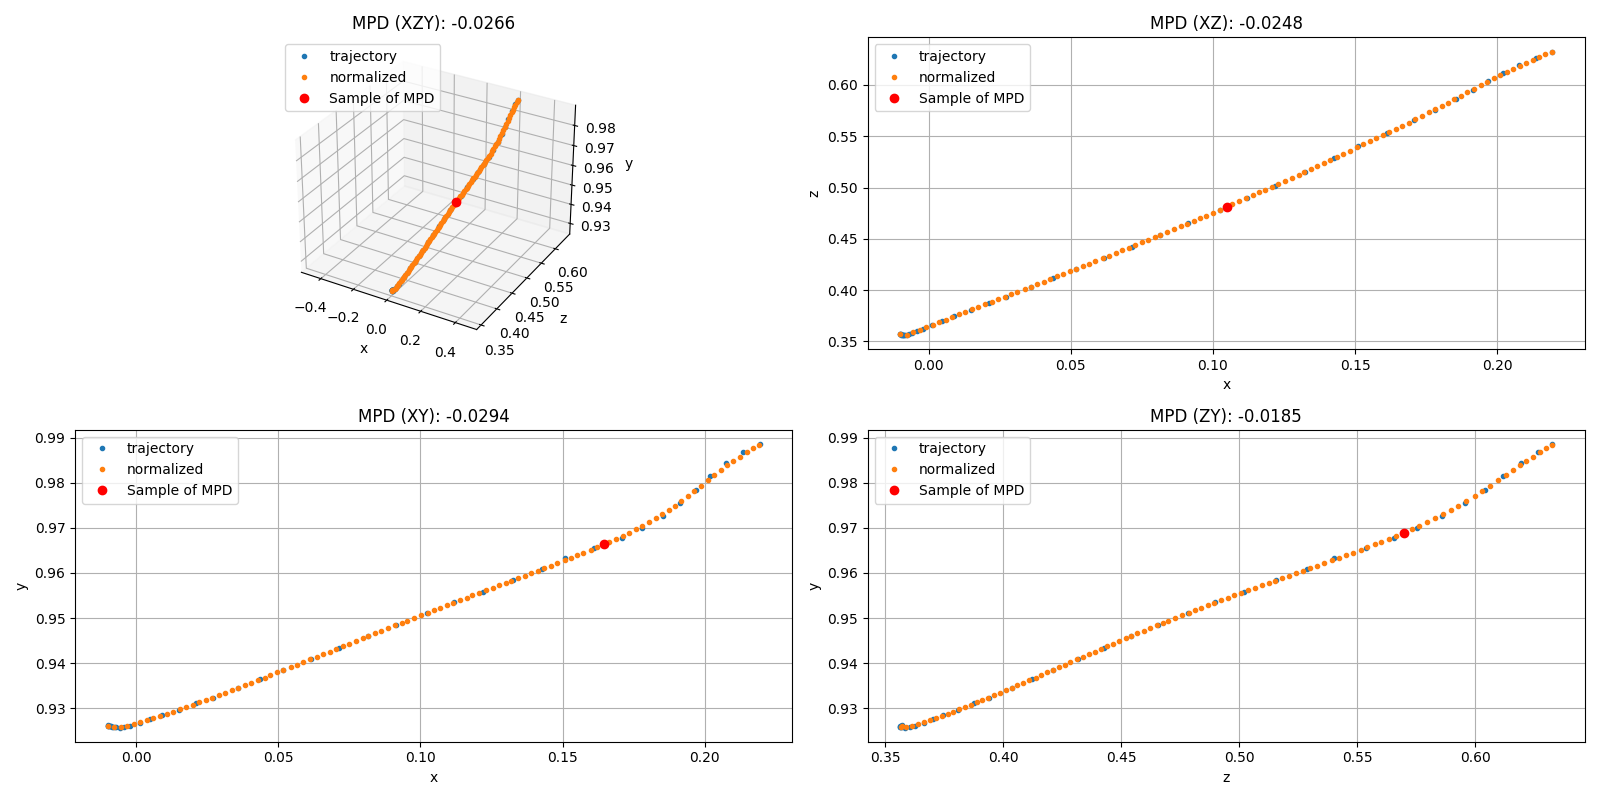 MPD (XZY): -0.0266
trajectory
normalized
Sample of MPD
0.98
0.97
0.96
0.95
0.94
0.93
y
−0.4
−0.2
0.0
0.2
0.4
x
0.35
0.40
0.45
0.50
0.55
0.60
z
MPD (XZ): -0.0248
trajectory
normalized
Sample of MPD
0.60
0.55
0.50
0.45
0.40
0.35
z
0.00 0.05 0.10 0.15 0.20
x
MPD (XY): -0.0294
trajectory
normalized
Sample of MPD
0.99
0.98
0.97
0.96
0.95
0.94
0.93
y
0.00 0.05 0.10 0.15 0.20
x
MPD (ZY): -0.0185
trajectory
normalized
Sample of MPD
0.99
0.98
0.97
0.96
0.95
0.94
0.93
y
0.35 0.40 0.45 0.50 0.55 0.60
z